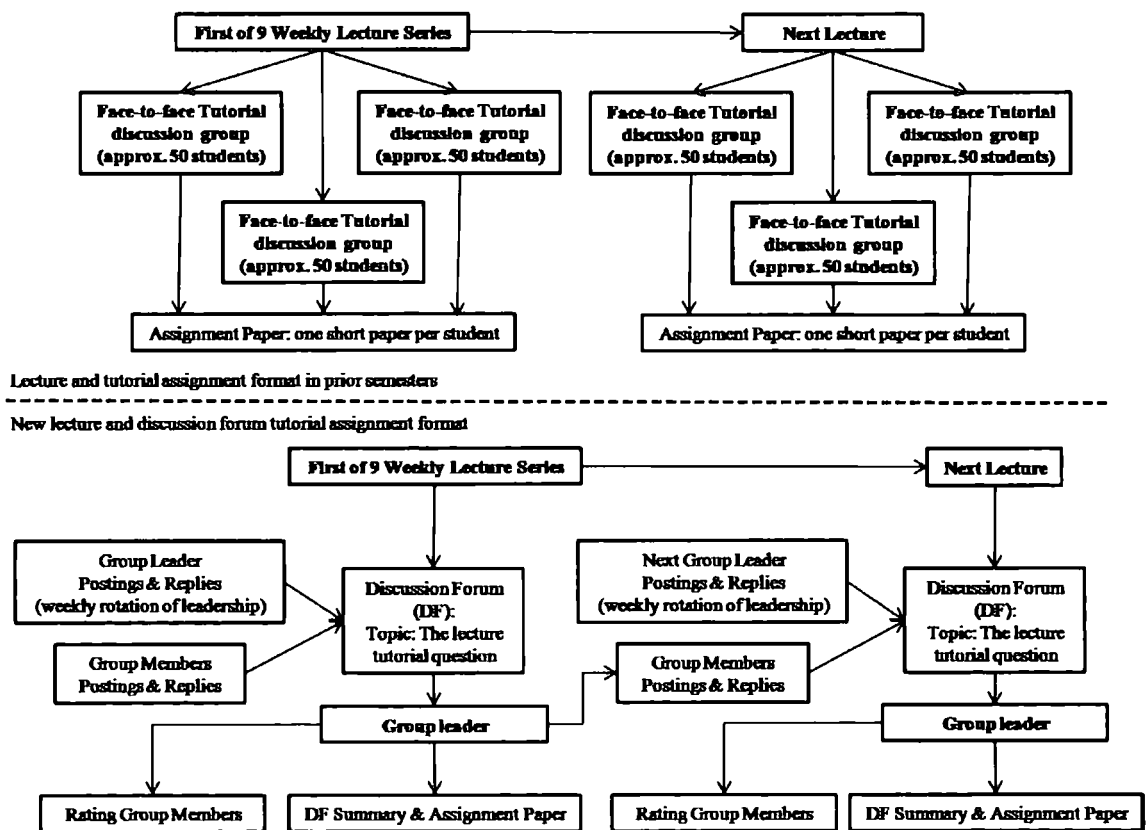 First of 9 Weekly Lecture Series
Next Lecture
Face-to-face Tutorial
discussion group
(approx. 50 students)
Face-to-face Tutorial
discussion group
(approx. 50 students)
Face-to-face Tutorial
discussion group
(approx. 50 students)
Face-to-face Tutorial
discussion group
(approx. 50 students)
Face-to-face Tutorial
discussion group
(approx. 50 students)
Face-to-face Tutorial
discussion group
(approx. 50 students)
Assignment Paper: one short paper per student
Assignment Paper: one short paper per student
Lecture and tutorial assignment format in prior semesters
New lecture and discussion forum tutorial assignment format
First of 9 Weekly Lecture Series
Next Lecture
Group Leader
Postings & Replies
(weekly rotation of leadership)
Discussion Forum
(DF):
Topic: The lecture
tutorial question
Group Members
Postings & Replies
Next Group Leader
Postings & Replies
(weekly rotation of leadership)
Discussion Forum
(DF):
Topic: The lecture
tutorial question
Group Members
Postings & Replies
Group leader
Group leader
Rating Group Members
DF Summary & Assignment Paper
Rating Group Members
DF Summary & Assignment Paper